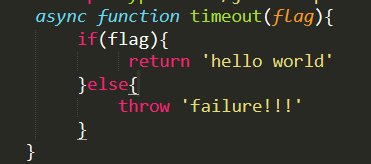 async function timeout(flag){
if(flag){
return 'hello world'
}else{
throw 'failure!!!'
}
}